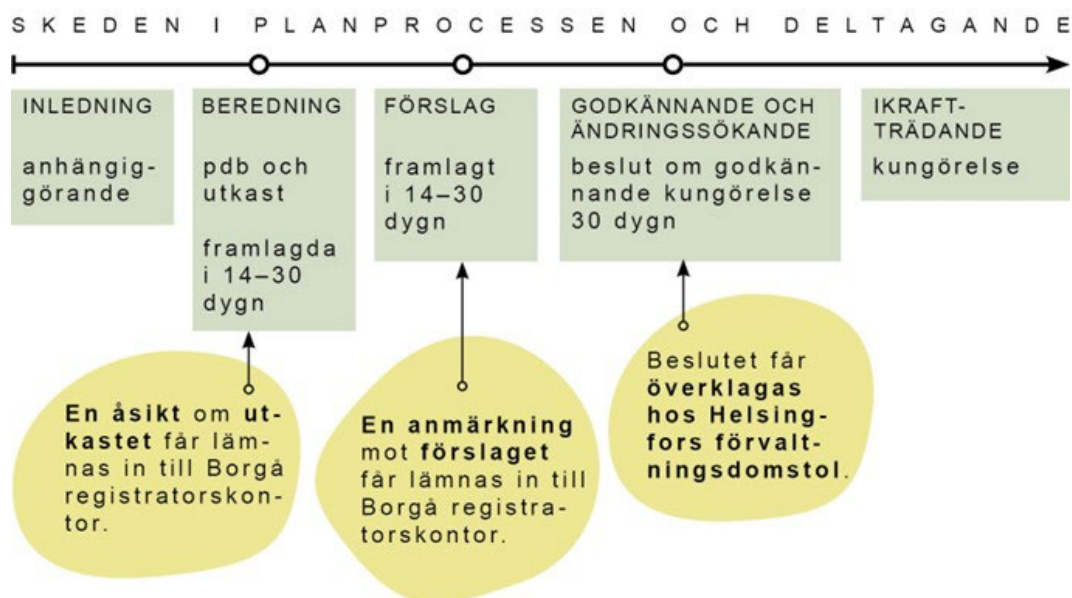 SKEDEN I PLANPROCESSEN OCH DELTAGANDE
INLEDNING
anhängig-
görande
BEREDNING
pdb och
utkast
framlagda
i 14–30
dygn
FÖRSLAG
framlagt
i 14–30
dygn
GODKÄNNANDE OCH
ÄNDRINGSSÖKANDE
beslut om godkän-
nande kungörelse
30 dygn
IKRAFT-
TRÄDANDE
kungörelse
En åsikt om ut-
kastet får läm-
nas in till Borgå
registratorskon-
tor.
En anmärkning
mot förslaget
får lämnas in till
Borgå registra-
torskontor.
Beslutet får
överklagas
hos Helsing-
fors förvalt-
ningsdomstol.